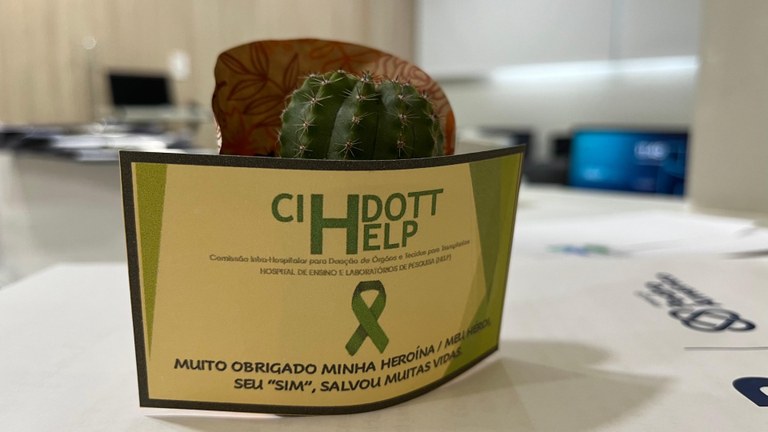 CIHDOTT
HELP
Comissão Intra-Hospitalar para Doação de Órgãos e Tecidos para Transplantes
HOSPITAL DE ENSINO E LABORATÓRIOS DE PESQUISA (HELP)
MUITO OBRIGADO MINHA HEROÍNA / MEU HERÓI,
SEU "SIM", SALVOU MUITAS VIDAS.